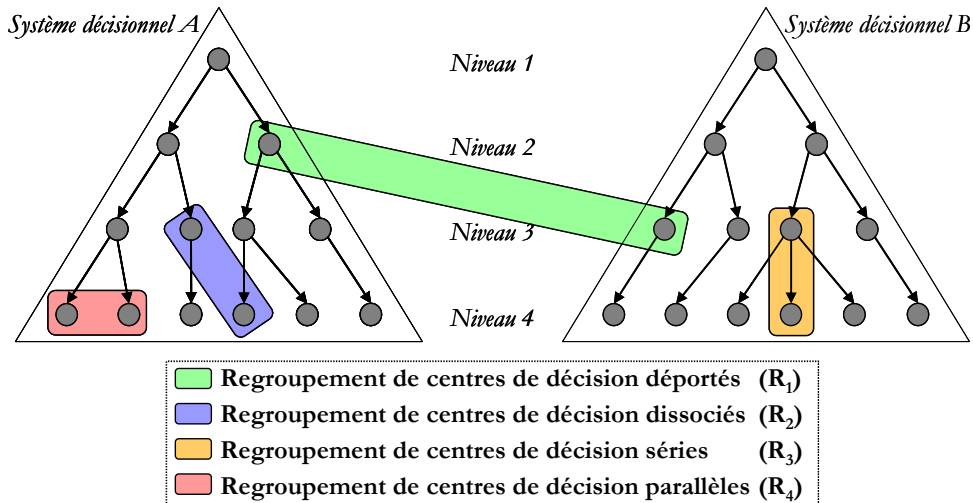 Système décisionnel A
Système décisionnel B
Niveau 1
Niveau 2
Niveau 3
Niveau 4
Regroupement de centres de décision déportés (R1)
Regroupement de centres de décision dissociés (R2)
Regroupement de centres de décision séries (R3)
Regroupement de centres de décision parallèles (R4)